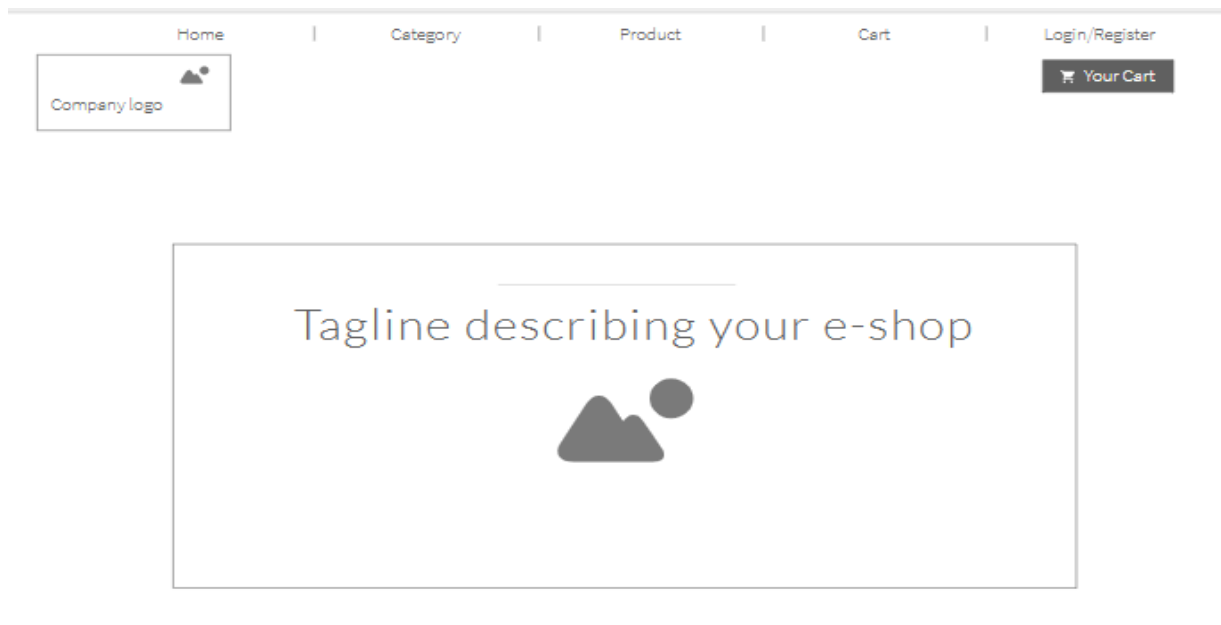 Home | Category | Product | Cart | Login/Register
Your Cart
Company logo
Tagline describing your e-shop